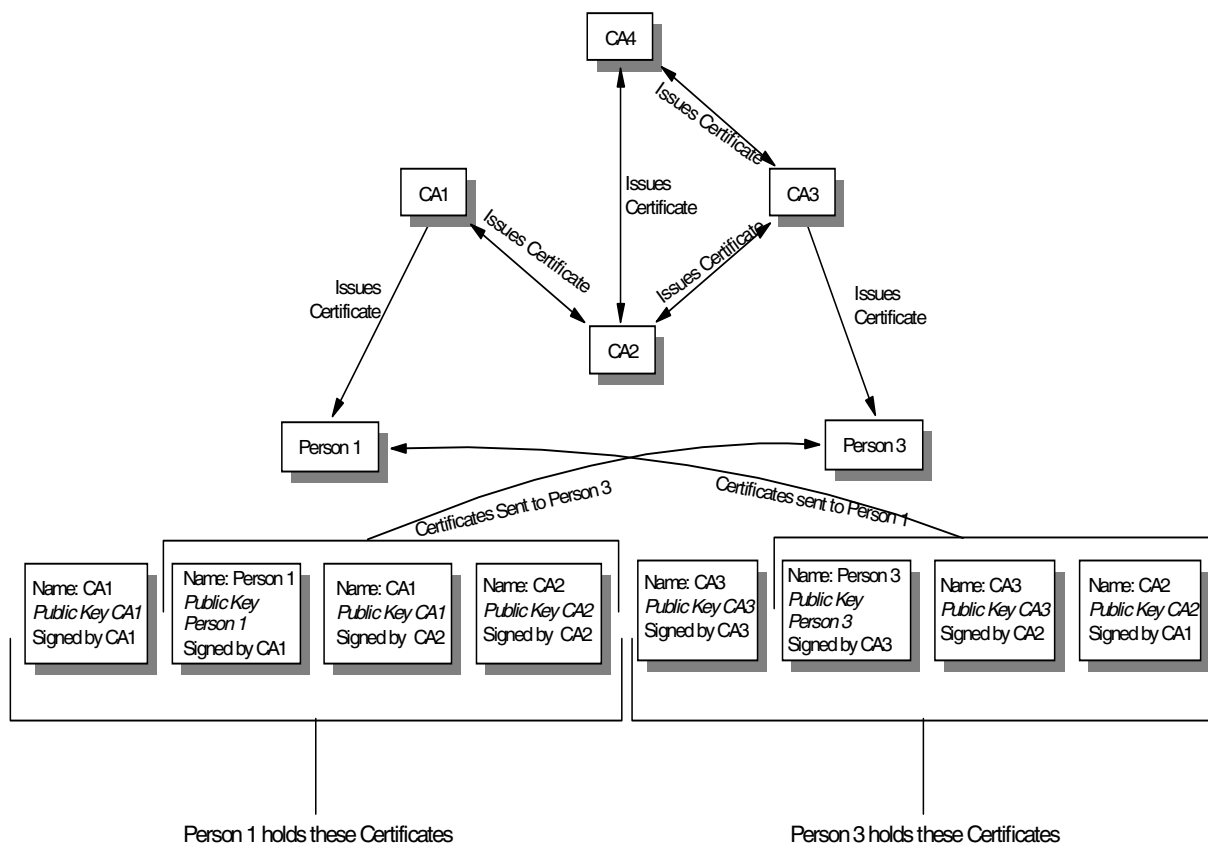 CA4
Issues Certificate
CA1
Issues
Certificate
CA3
Issues Certificate
Issues Certificate
Issues
Certificate
Issues
Certificate
CA2
Person 1
Person 3
Certificates Sent to Person 3
Certificates sent to Person 1
Name: CA1
Public Key CA1
Signed by CA1
Name: Person 1
Public Key
Person 1
Signed by CA1
Name: CA1
Public Key CA1
Signed by CA2
Name: CA2
Public Key CA2
Signed by CA2
Name: CA3
Public Key CA3
Signed by CA3
Name: Person 3
Public Key
Person 3
Signed by CA3
Name: CA3
Public Key CA3
Signed by CA2
Name: CA2
Public Key CA2
Signed by CA1
Person 1 holds these Certificates
Person 3 holds these Certificates